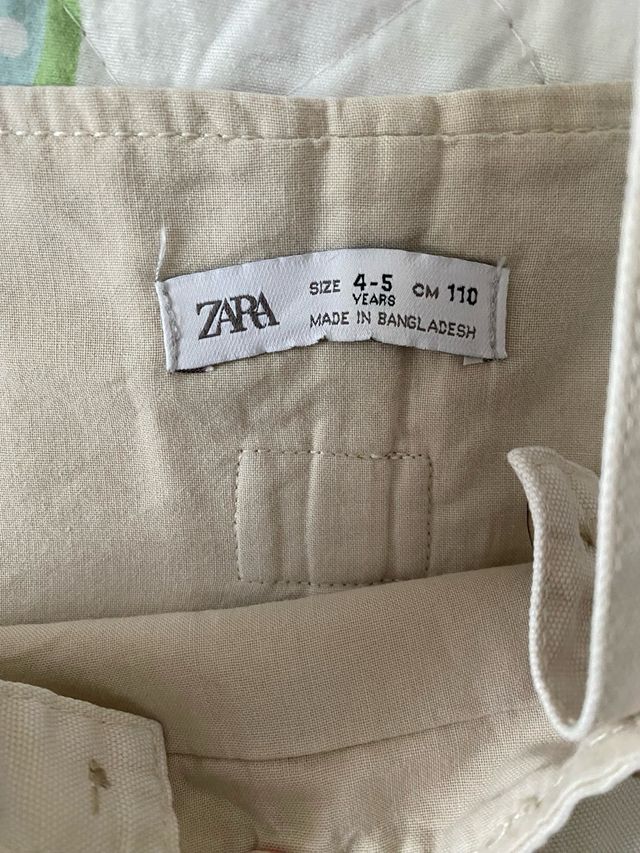 ZARA
SIZE 4-5 YEARS CM 110
MADE IN BANGLADESH